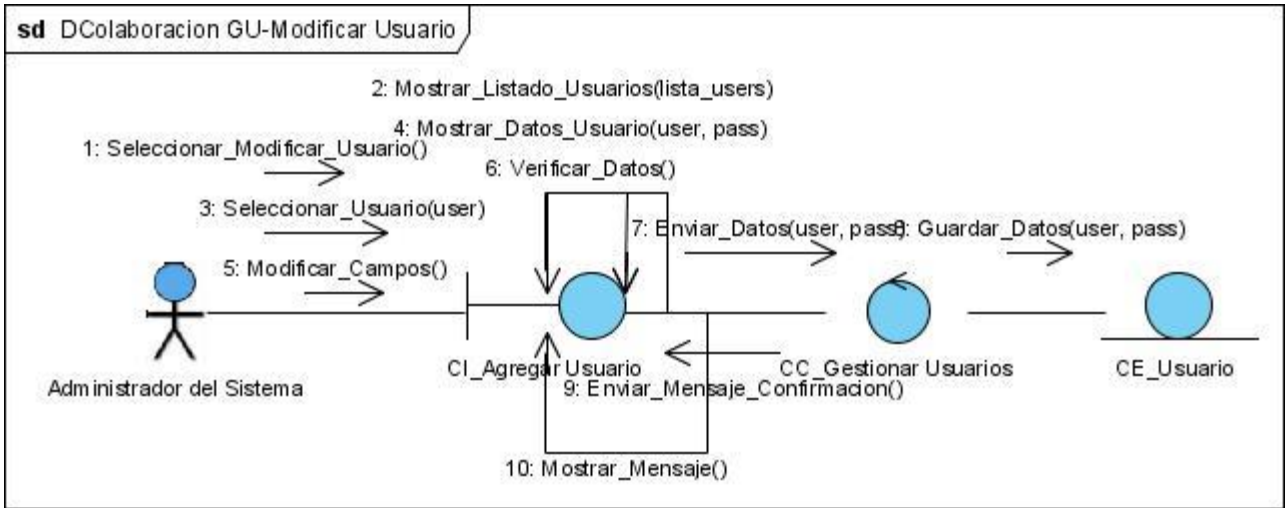 sd DColaboracion GU-Modificar Usuario
2: Mostrar_Listado_Usuarios(lista_users)
4: Mostrar_Datos_Usuario(user, pass)
1: Seleccionar_Modificar_Usuario()
6: Verificar_Datos()
3: Seleccionar_Usuario(user)
7: Enviar_Datos(user, pass)
8: Guardar_Datos(user, pass)
5: Modificar_Campos()
CI_Agregar Usuario
CC_Gestionar Usuarios
CE_Usuario
Administrador del Sistema
9: Enviar_Mensaje_Confirmacion()
10: Mostrar_Mensaje()